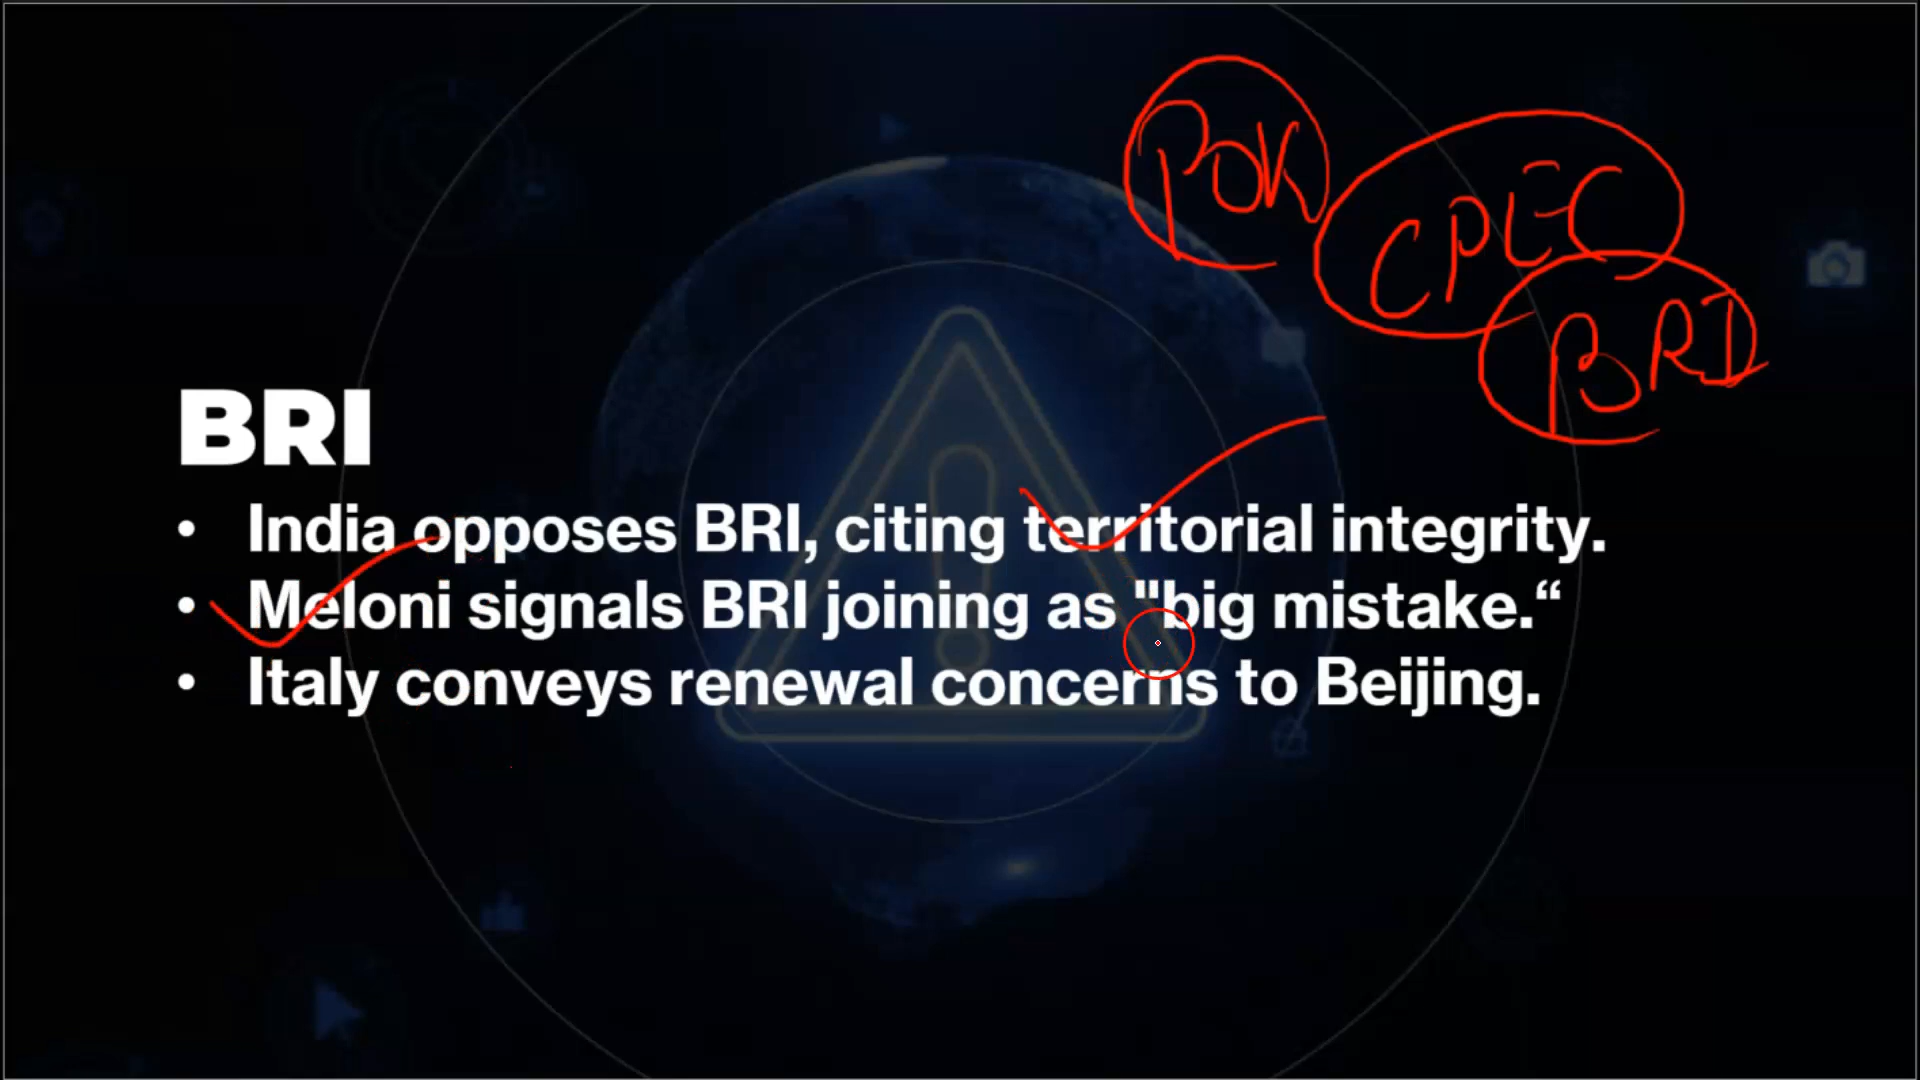 POK
CPEC
BRI
BRI
• India opposes BRI, citing territorial integrity.
• Meloni signals BRI joining as "big mistake.“
• Italy conveys renewal concerns to Beijing.